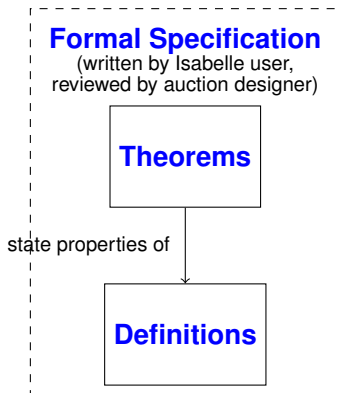 Formal Specification
(written by Isabelle user,
reviewed by auction designer)
Theorems
state properties of
Definitions